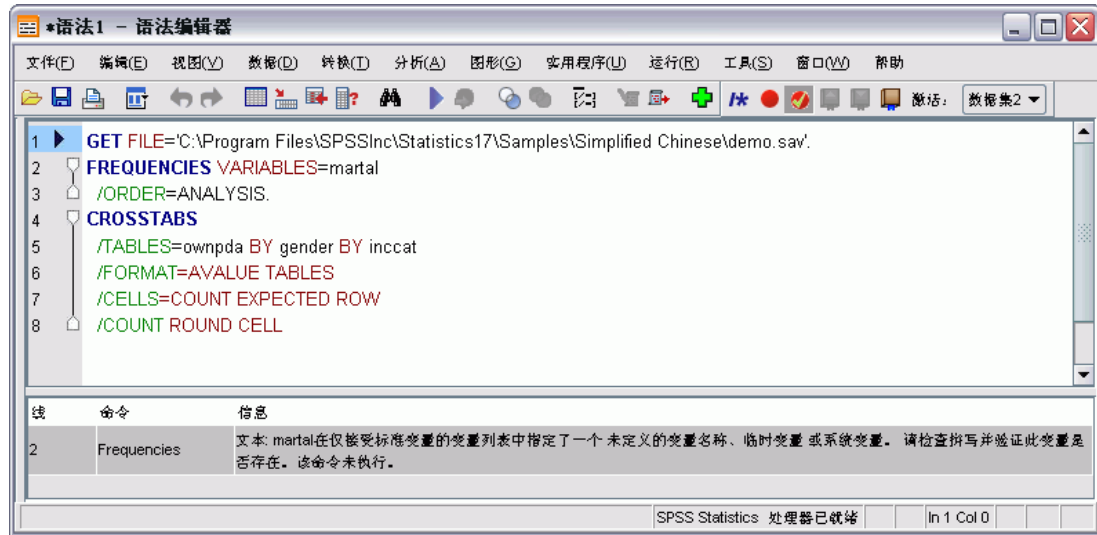 *语法1 - 语法编辑器
文件(F) 编辑(E) 视图(V) 数据(D) 转换(T) 分析(A) 图形(G) 实用程序(U) 运行(R) 工具(S) 窗口(W) 帮助
激活: 数据集2
1 GET FILE='C:\Program Files\SPSSInc\Statistics17\Samples\Simplified Chinese\demo.sav'.
2 FREQUENCIES VARIABLES=martal
3 /ORDER=ANALYSIS.
4 CROSSTABS
5 /TABLES=ownpda BY gender BY inccat
6 /FORMAT=AVALUE TABLES
7 /CELLS=COUNT EXPECTED ROW
8 /COUNT ROUND CELL
线 命令 信息
2 Frequencies 文本: martal在仅接受标准变量的变量列表中指定了一个 未定义的变量名称、临时变量 或系统变量。 请检查拼写并验证此变量是
否存在。该命令未执行。
SPSS Statistics 处理器已就绪 In 1 Col 0